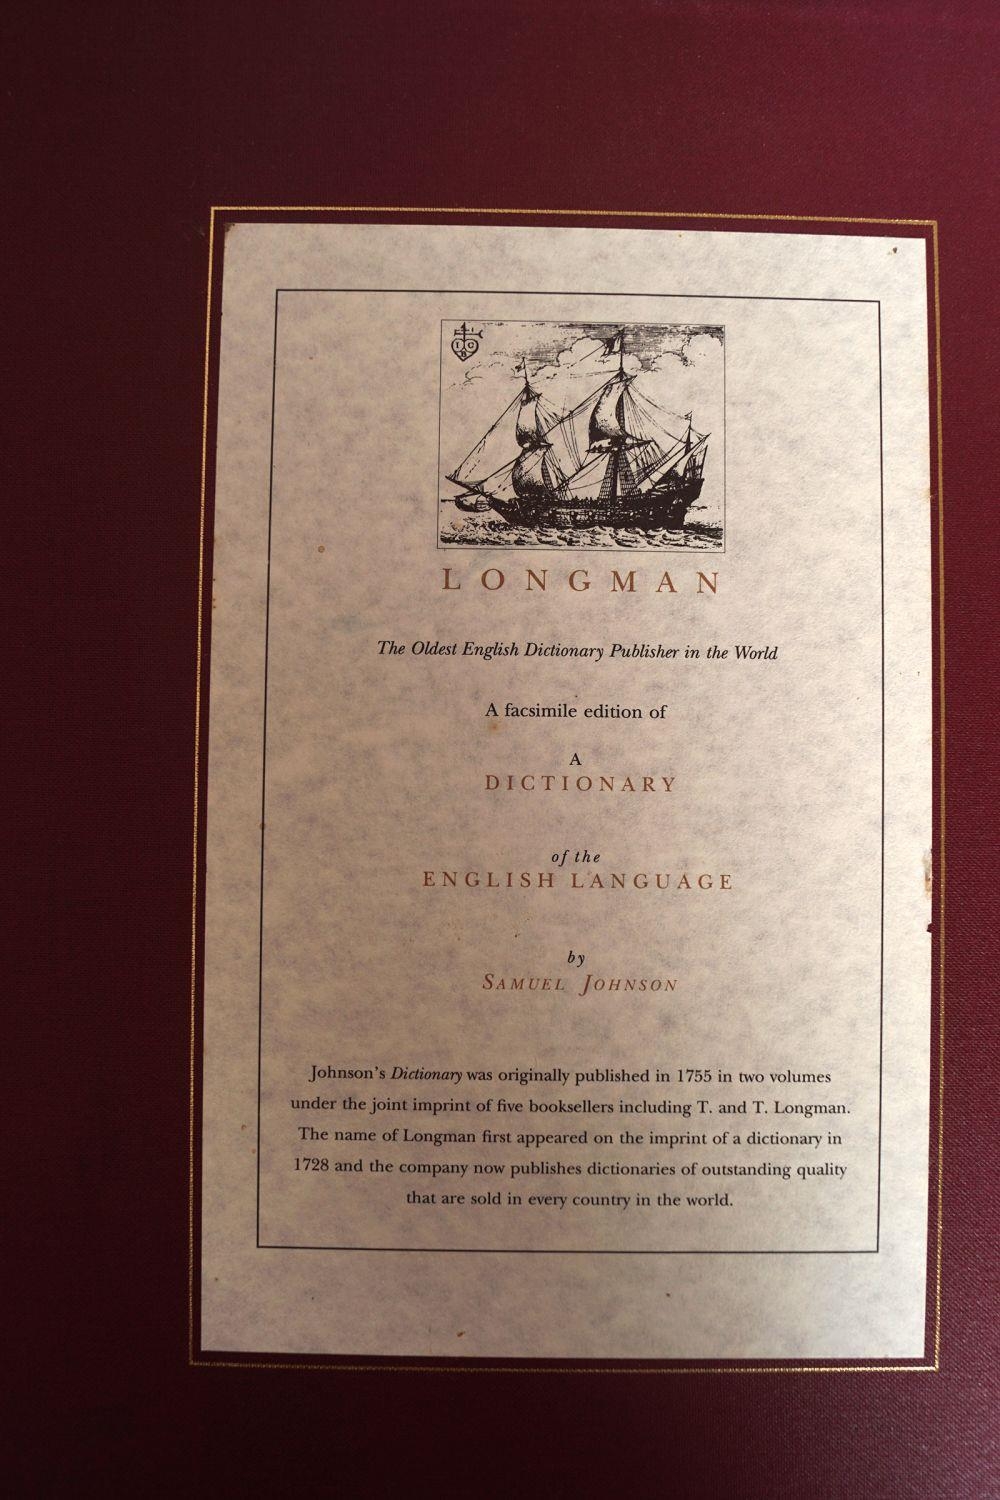 I C
B
LONGMAN
The Oldest English Dictionary Publisher in the World
A facsimile edition of
A
DICTIONARY
of the
ENGLISH LANGUAGE
by
SAMUEL JOHNSON
Johnson's Dictionary was originally published in 1755 in two volumes
under the joint imprint of five booksellers including T. and T. Longman.
The name of Longman first appeared on the imprint of a dictionary in
1728 and the company now publishes dictionaries of outstanding quality
that are sold in every country in the world.